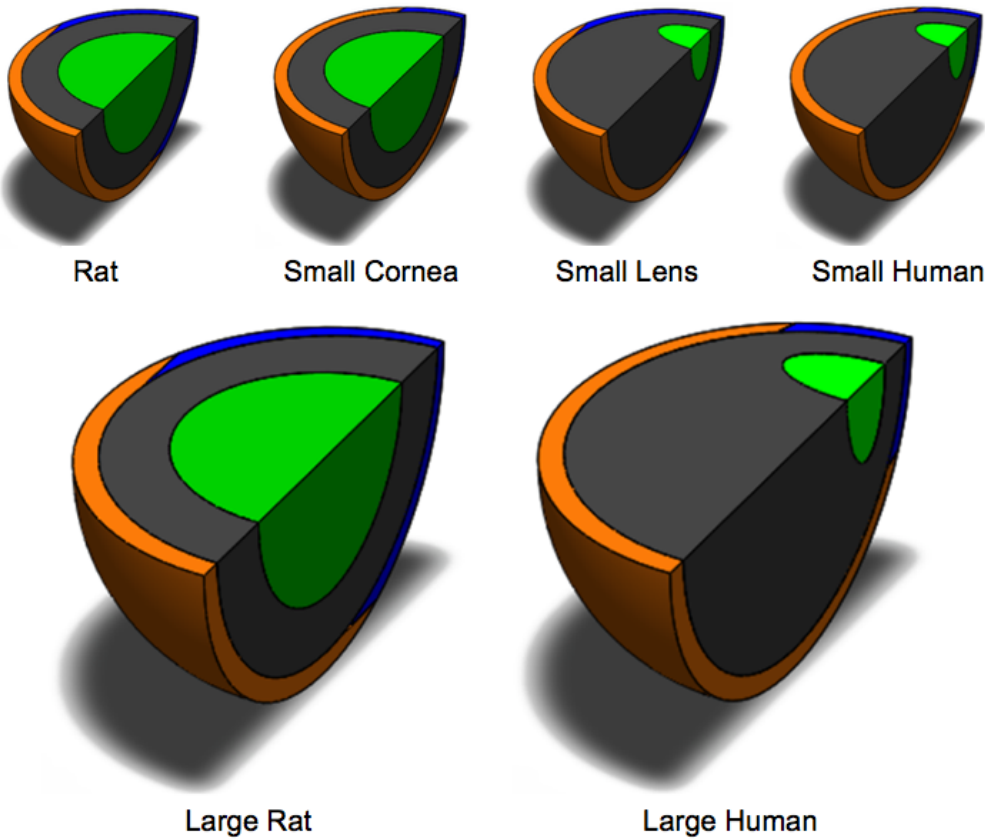 Rat
Small Cornea
Small Lens
Small Human
Large Rat
Large Human